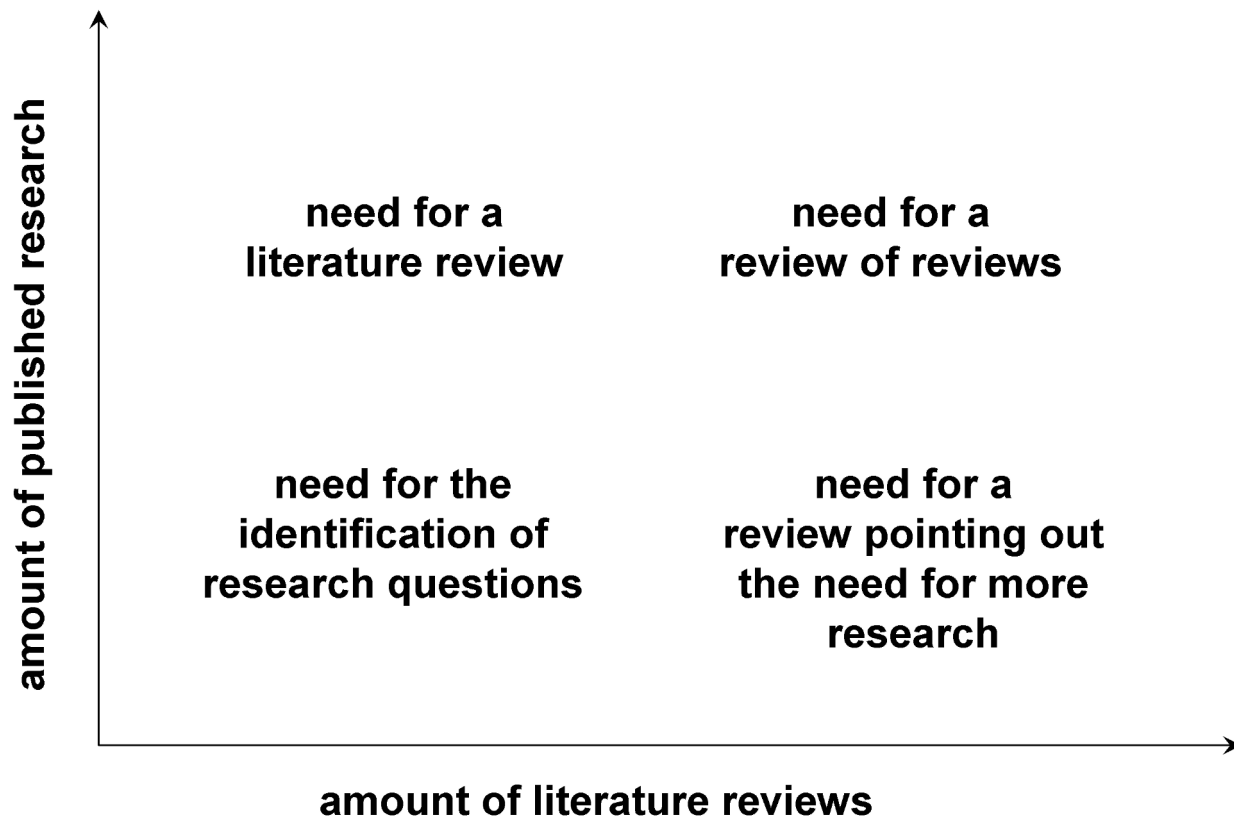 amount of published research
need for a
literature review
need for a
review of reviews
need for the
identification of
research questions
need for a
review pointing out
the need for more
research
amount of literature reviews